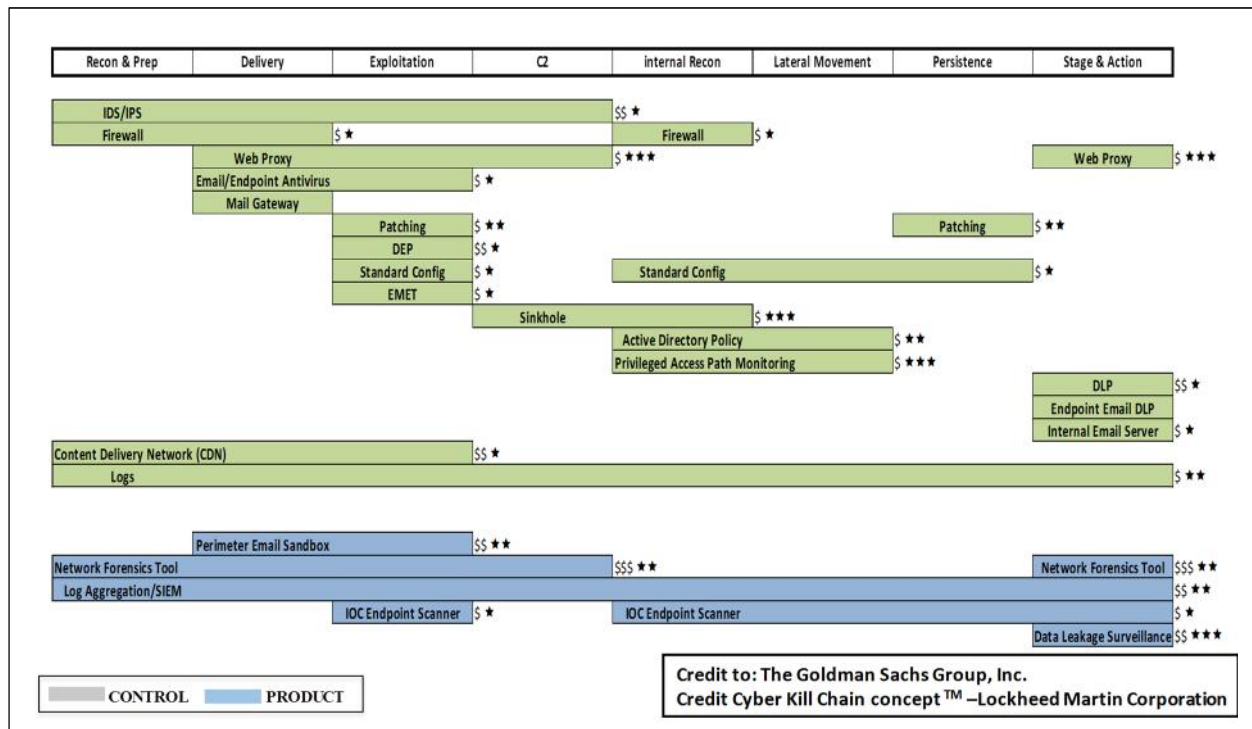 Recon & Prep Delivery Exploitation C2 internal Recon Lateral Movement Persistence Stage & Action
IDS/IPS $$ ★
Firewall $ ★ Firewall $ ★
Web Proxy $ ★★★ Web Proxy $ ★★★
Email/Endpoint Antivirus $ ★
Mail Gateway
Patching $ ★★ Patching $ ★★
DEP $$ ★
Standard Config $ ★ Standard Config $ ★
EMET $ ★
Sinkhole $ ★★★
Active Directory Policy $ ★★
Privileged Access Path Monitoring $ ★★★
DLP $$ ★
Endpoint Email DLP
Internal Email Server $ ★
Content Delivery Network (CDN) $$ ★
Logs $ ★★
Perimeter Email Sandbox $$ ★★
Network Forensics Tool $$$ ★★ Network Forensics Tool $$$ ★★
Log Aggregation/SIEM $$ ★★
IOC Endpoint Scanner $ ★ IOC Endpoint Scanner $ ★
Data Leakage Surveillance $$ ★★★
CONTROL PRODUCT
Credit to: The Goldman Sachs Group, Inc.
Credit Cyber Kill Chain concept ™ –Lockheed Martin Corporation